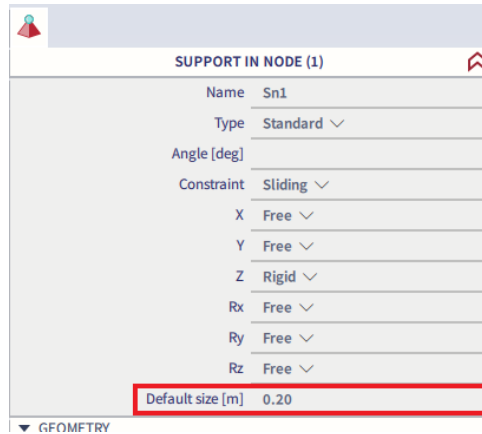 SUPPORT IN NODE (1)
Name Sn1
Type Standard
Angle [deg]
Constraint Sliding
X Free
Y Free
Z Rigid
Rx Free
Ry Free
Rz Free
Default size [m] 0.20
GEOMETRY